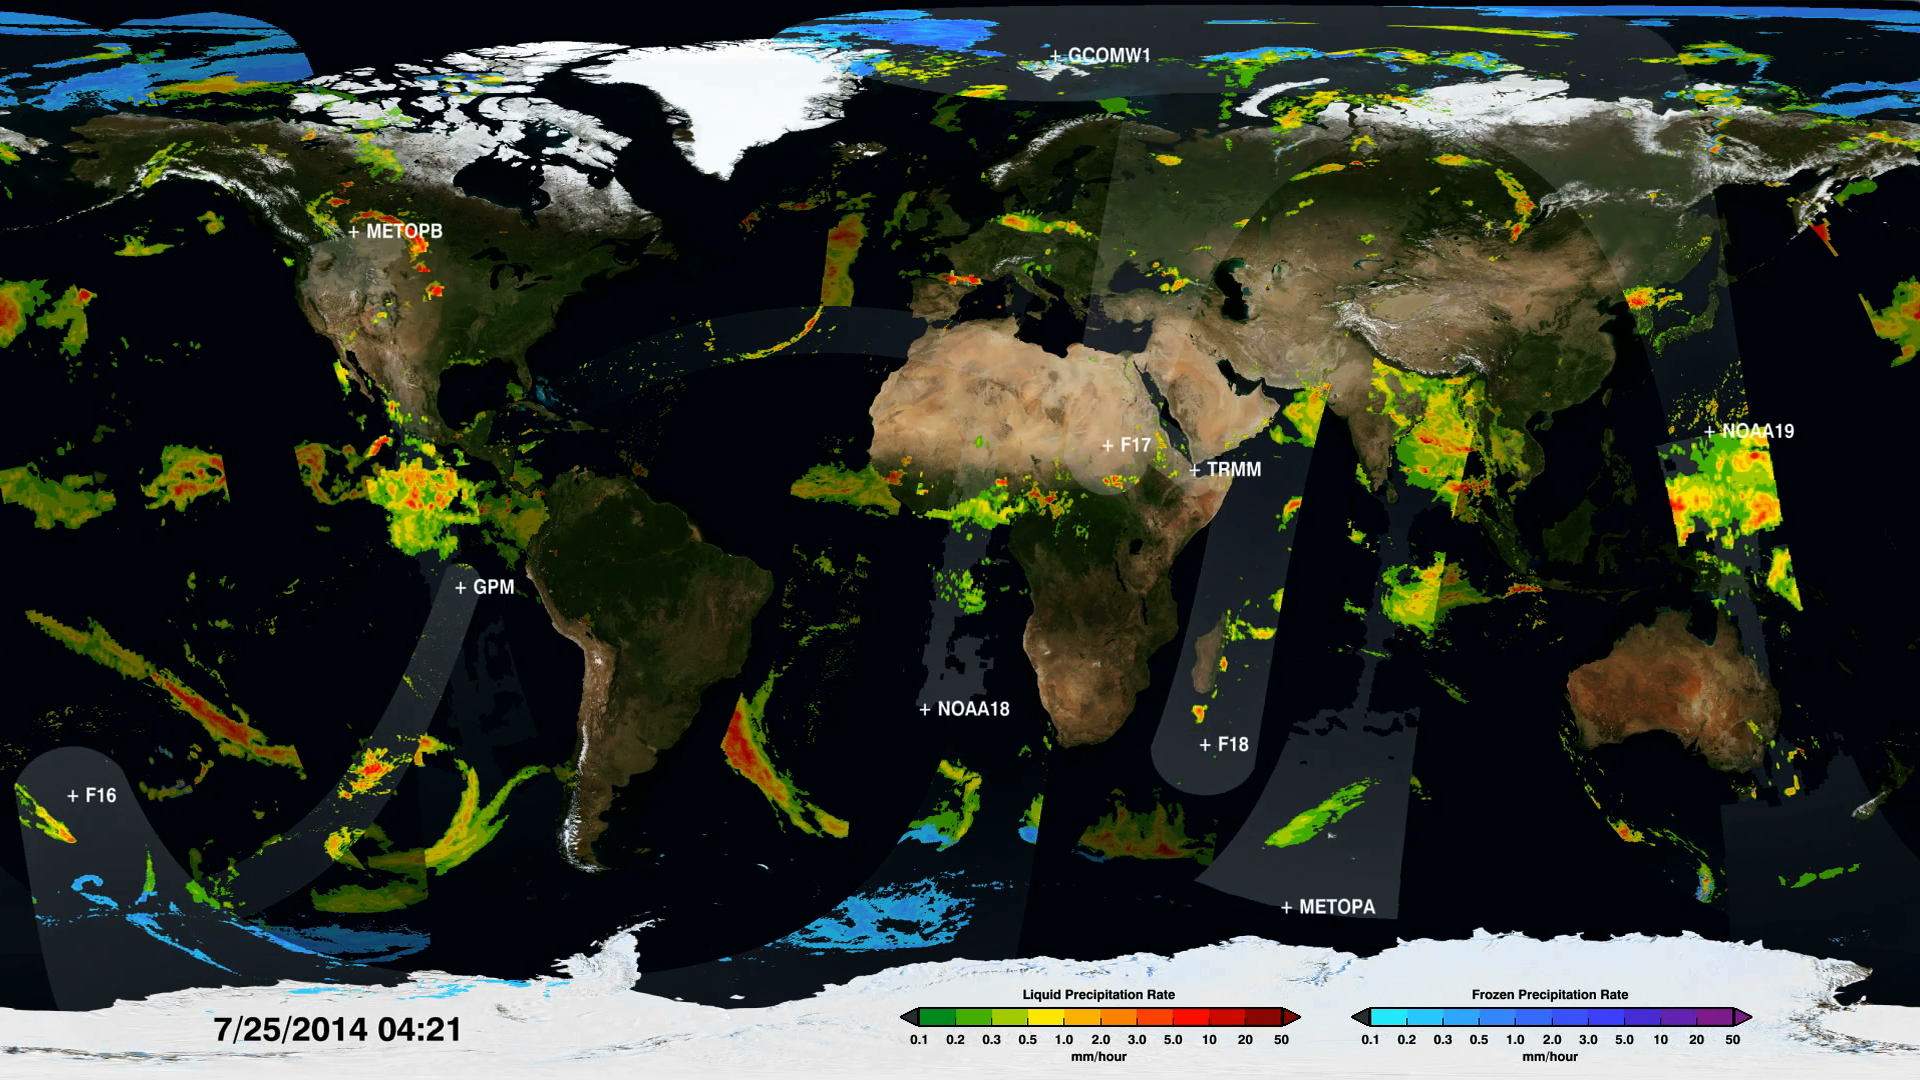 + GCOMW1
+ METOPB
+ NOAA19
+ F17
+ TRMM
+ GPM
+ NOAA18
+ F18
+ F16
+ METOPA
7/25/2014 04:21
Liquid Precipitation Rate
0.1 0.2 0.3 0.5 1.0 2.0 3.0 5.0 10 20 50
mm/hour
Frozen Precipitation Rate
0.1 0.2 0.3 0.5 1.0 2.0 3.0 5.0 10 20 50
mm/hour